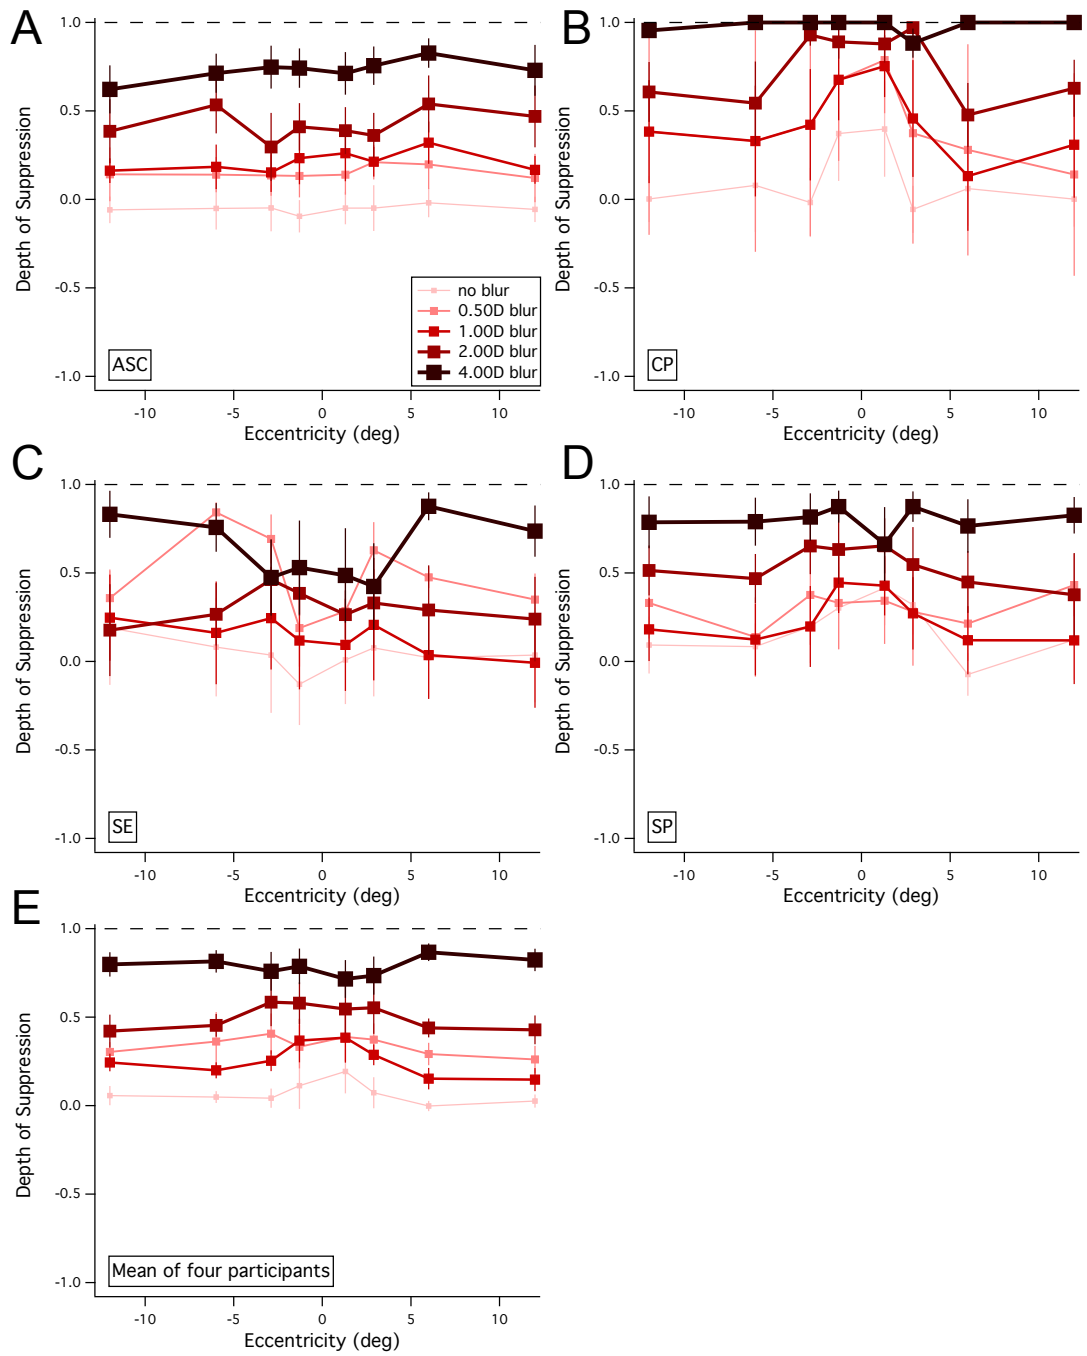 A
1.0
0.5
0.0
-0.5
-1.0
Depth of Suppression
no blur
0.50D blur
1.00D blur
2.00D blur
4.00D blur
ASC
-10
-5
0
5
10
Eccentricity (deg)
B
1.0
0.5
0.0
-0.5
-1.0
Depth of Suppression
CP
-10
-5
0
5
10
Eccentricity (deg)
C
1.0
0.5
0.0
-0.5
-1.0
Depth of Suppression
SE
-10
-5
0
5
10
Eccentricity (deg)
D
1.0
0.5
0.0
-0.5
-1.0
Depth of Suppression
SP
-10
-5
0
5
10
Eccentricity (deg)
E
1.0
0.5
0.0
-0.5
-1.0
Depth of Suppression
Mean of four participants
-10
-5
0
5
10
Eccentricity (deg)